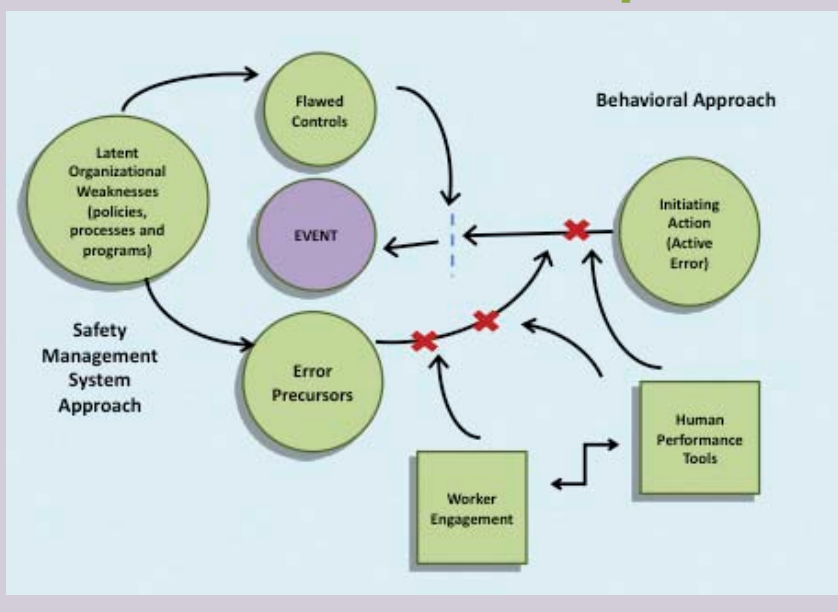 Flawed
Controls
Behavioral Approach
Latent
Organizational
Weaknesses
(policies,
processes and
programs)
EVENT
Initiating
Action
(Active
Error)
Safety
Management
System
Approach
Error
Precursors
Human
Performance
Tools
Worker
Engagement